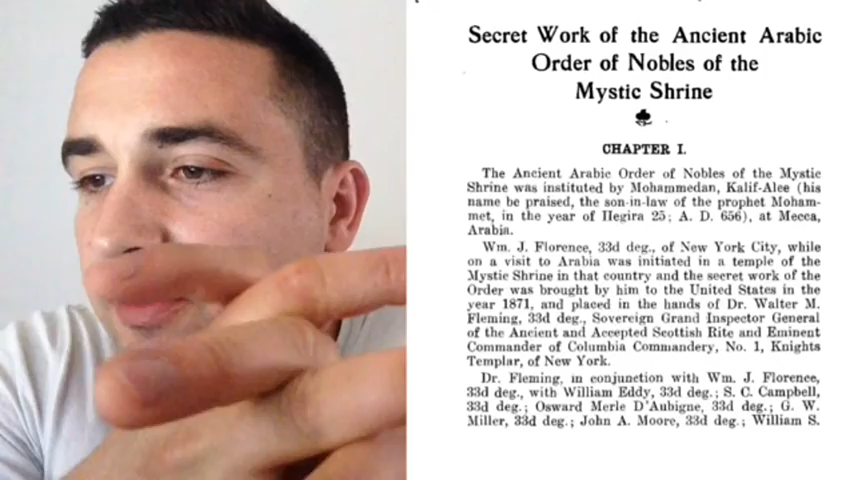 Secret Work of the Ancient Arabic
Order of Nobles of the
Mystic Shrine
CHAPTER I.
The Ancient Arabic Order of Nobles of the Mystic
Shrine was instituted by Mohammedan, Kalif-Alee (his
name be praised, the son-in-law of the prophet Moham-
met, in the year of Hegira 25; A. D. 656), at Mecca,
Arabia.
Wm. J. Florence, 33d deg., of New York City, while
on a visit to Arabia was initiated in a temple of the
Mystic Shrine in that country and the secret work of the
Order was brought by him to the United States in the
year 1871, and placed in the hands of Dr. Walter M.
Fleming, 33d deg., Sovereign Grand Inspector General
of the Ancient and Accepted Scottish Rite and Eminent
Commander of Columbia Commandery, No. 1, Knights
Templar, of New York.
Dr. Fleming, in conjunction with Wm. J. Florence,
33d deg., with William Eddy, 33d deg.; S. C. Campbell,
33d deg.; Osward Merle D'Aubigne, 33d deg.; G. W.
Miller, 33d deg.; John A. Moore, 33d deg.; William S.